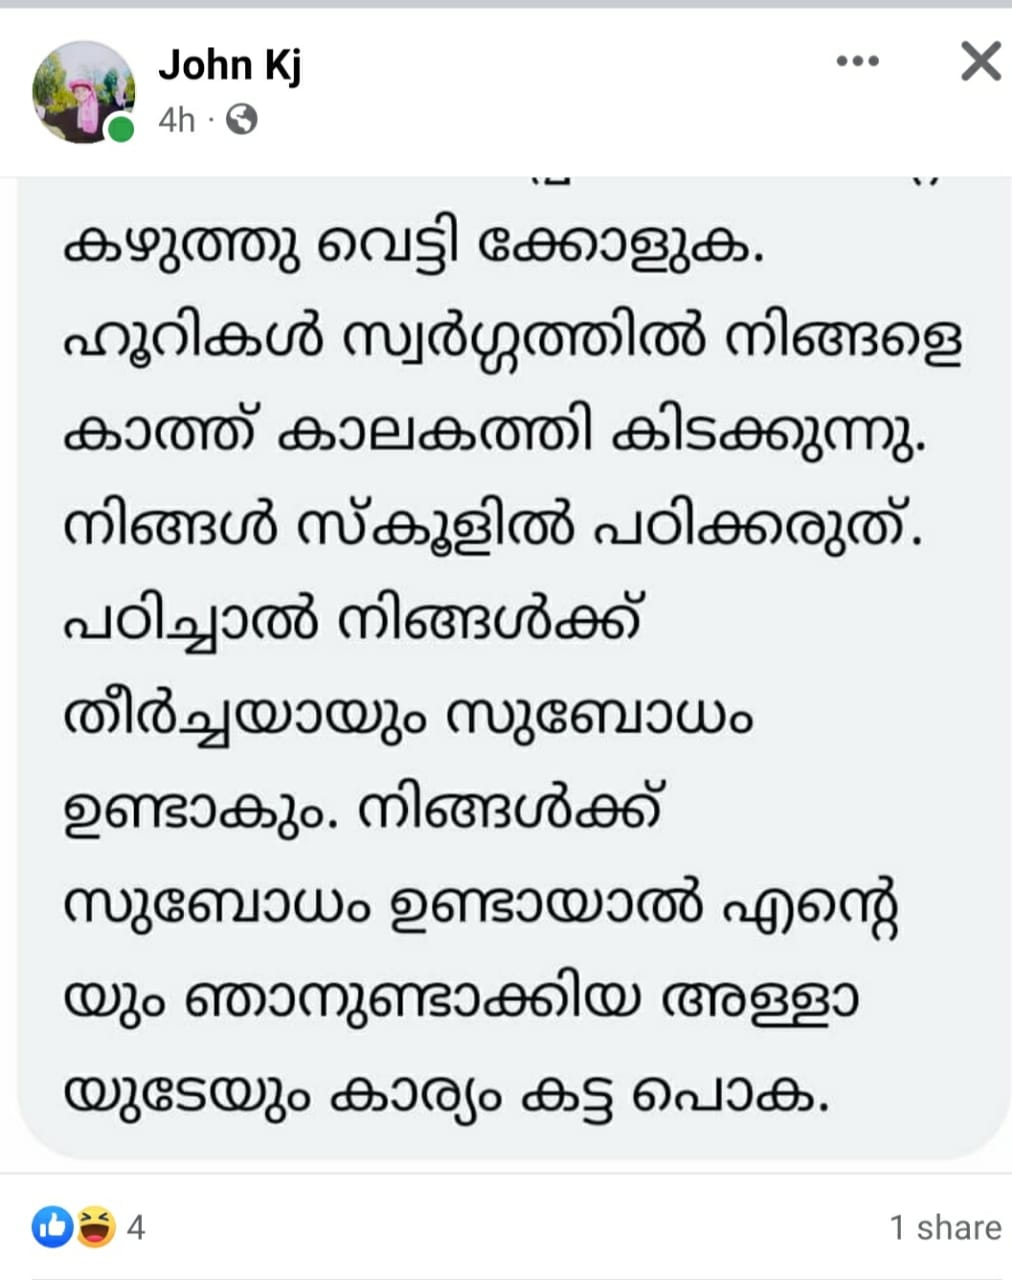 John Kj
4h ·
കഴുത്തു വെട്ടി ക്കോളുക.
ഹൂറികൾ സ്വർഗ്ഗത്തിൽ നിങ്ങളെ
കാത്ത് കാലകത്തി കിടക്കുന്നു.
നിങ്ങൾ സ്കൂളിൽ പഠിക്കരുത്.
പഠിച്ചാൽ നിങ്ങൾക്ക്
തീർച്ചയായും സുബോധം
ഉണ്ടാകും. നിങ്ങൾക്ക്
സുബോധം ഉണ്ടായാൽ എന്റെ
യും ഞാനുണ്ടാക്കിയ അള്ളാ
യുടേയും കാര്യം കട്ട പൊക.
4
1 share